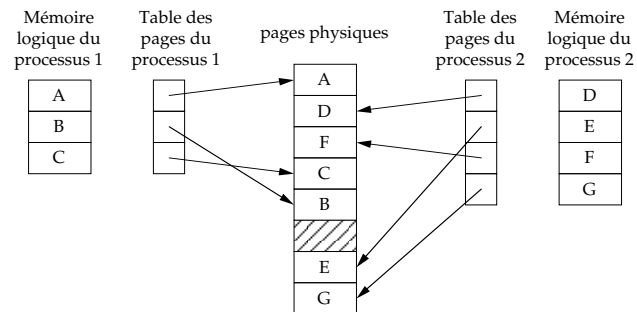 Mémoire
logique du
processus 1
A
B
C
Table des
pages du
processus 1
pages physiques
A
D
F
C
B
E
G
Table des
pages du
processus 2
Mémoire
logique du
processus 2
D
E
F
G